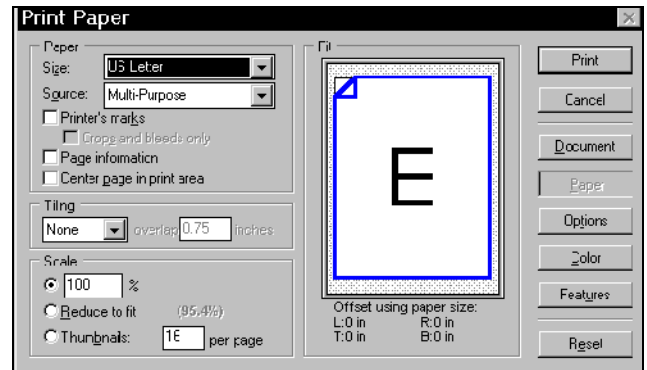 Print Paper
Paper
Size: US Letter
Source: Multi-Purpose
Printer's marks
Crops and bleeds only
Page information
Center page in print area
Tiling
None overlap 0.75 inches
Scale
100 %
Reduce to fit (95.4%)
Thumbnails: 16 per page
Fit
E
Offset using paper size:
L:0 in R:0 in
T:0 in B:0 in
Print
Cancel
Document
Paper
Options
Color
Features
Reset